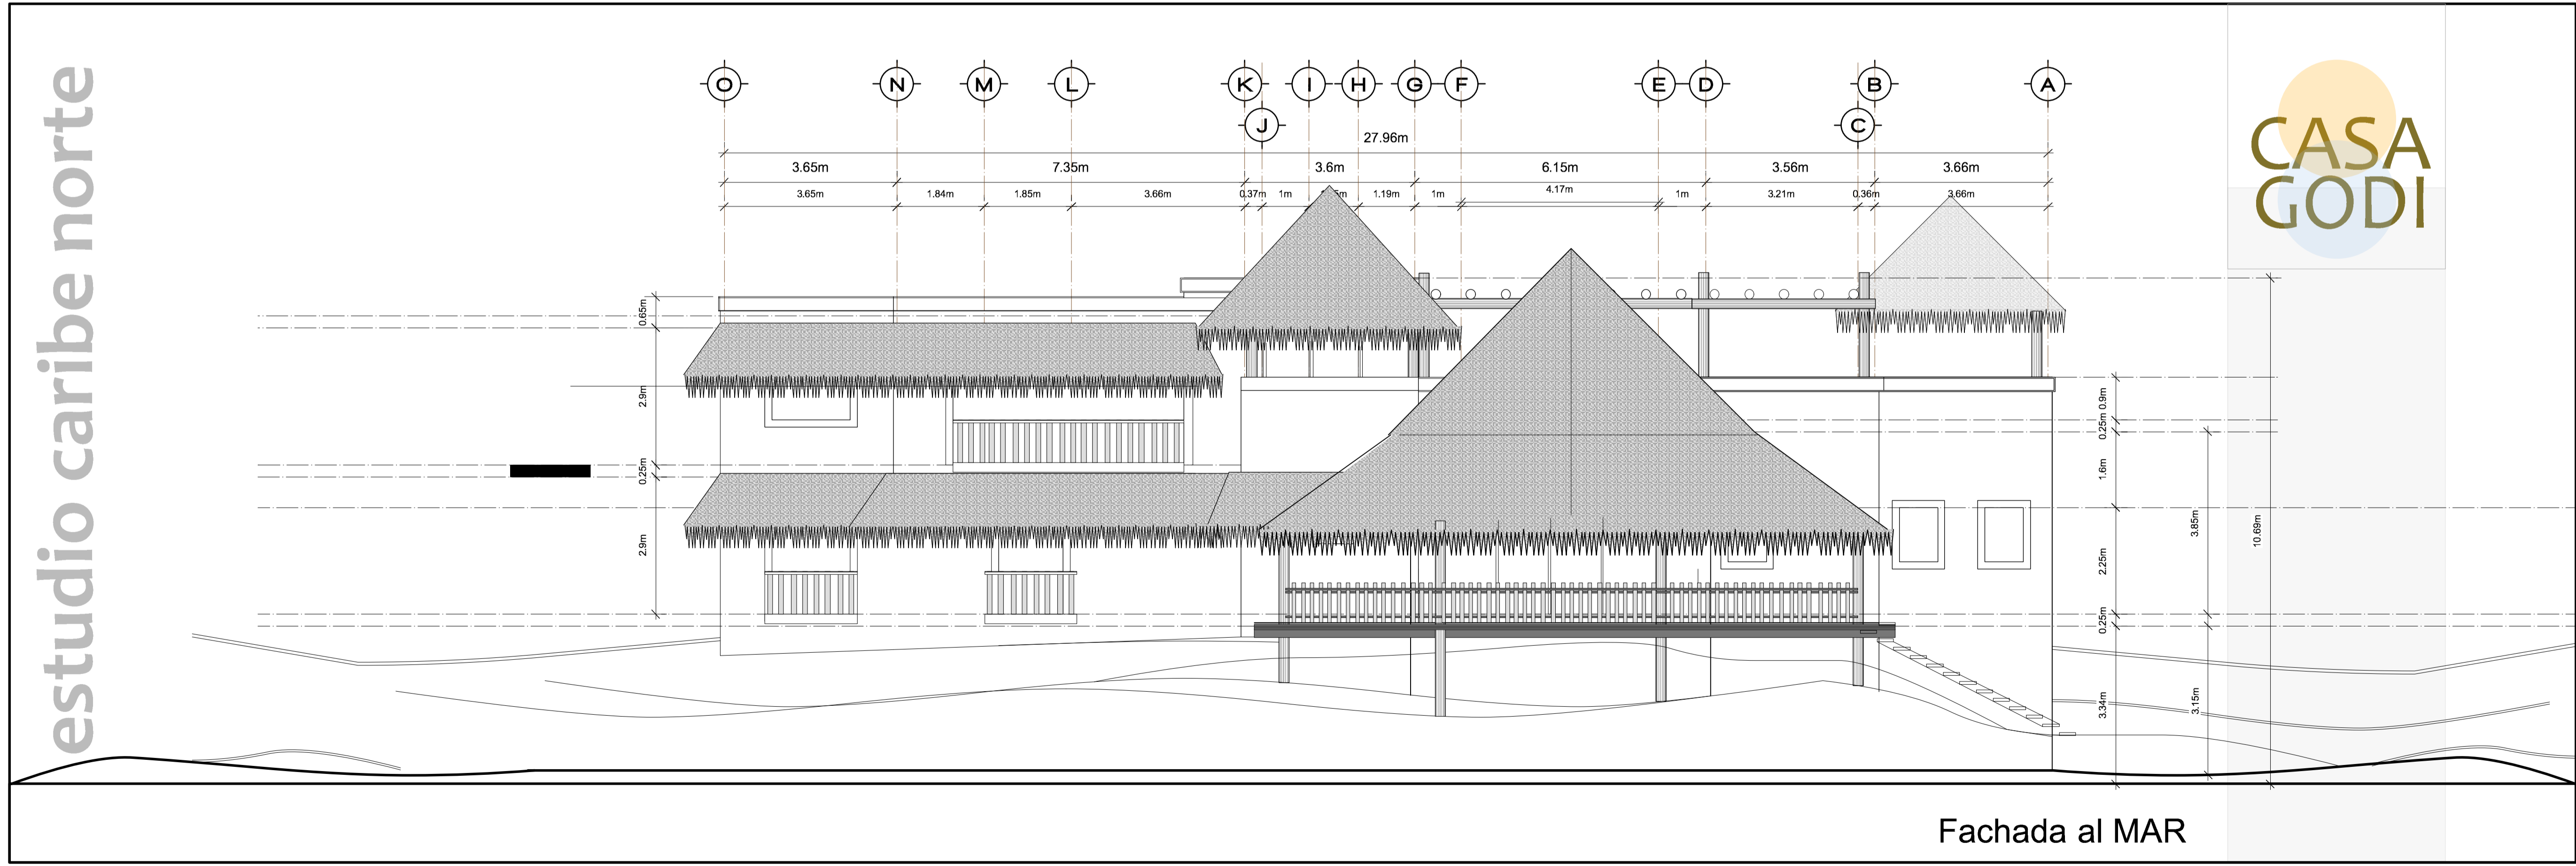 estudio caribe norte
O N M L K I H G F E D B A
J C
27.96m
3.65m 7.35m 3.6m 6.15m 3.56m 3.66m
3.65m 1.84m 1.85m 3.66m 0.37m 1m 1.19m 1m 4.17m 1m 3.21m 0.36m 3.66m
CASA
GODI
0.65m
2.9m
0.25m
2.9m
0.9m
0.25m
1.6m
2.25m
0.25m
3.34m
3.85m
3.15m
10.69m
Fachada al MAR